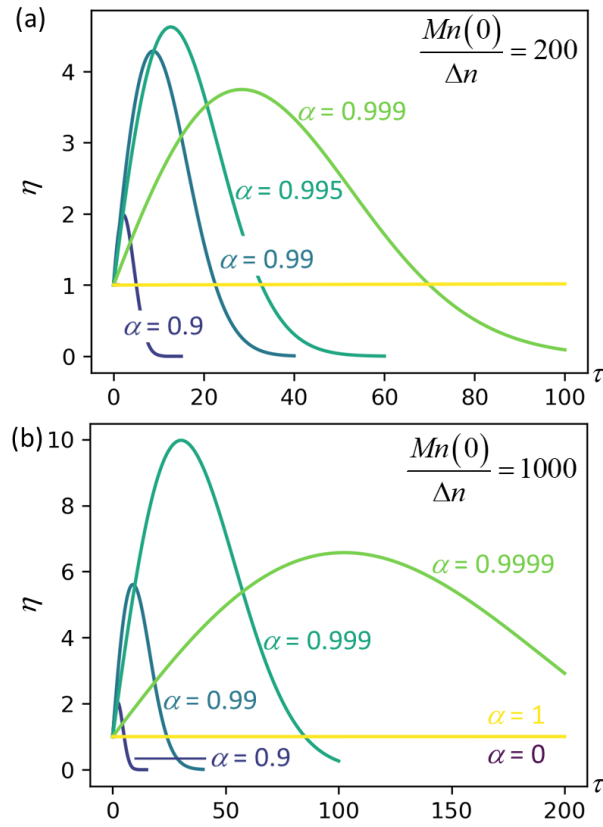 (a)
Mn(0)/Δn = 200
4
3
2
1
0
η
α = 0.999
α = 0.995
α = 0.99
α = 0.9
0 20 40 60 80 100 τ
(b)
Mn(0)/Δn = 1000
10
8
6
4
2
0
η
α = 0.9999
α = 0.999
α = 0.99
α = 1
α = 0.9
α = 0
0 50 100 150 200 τ